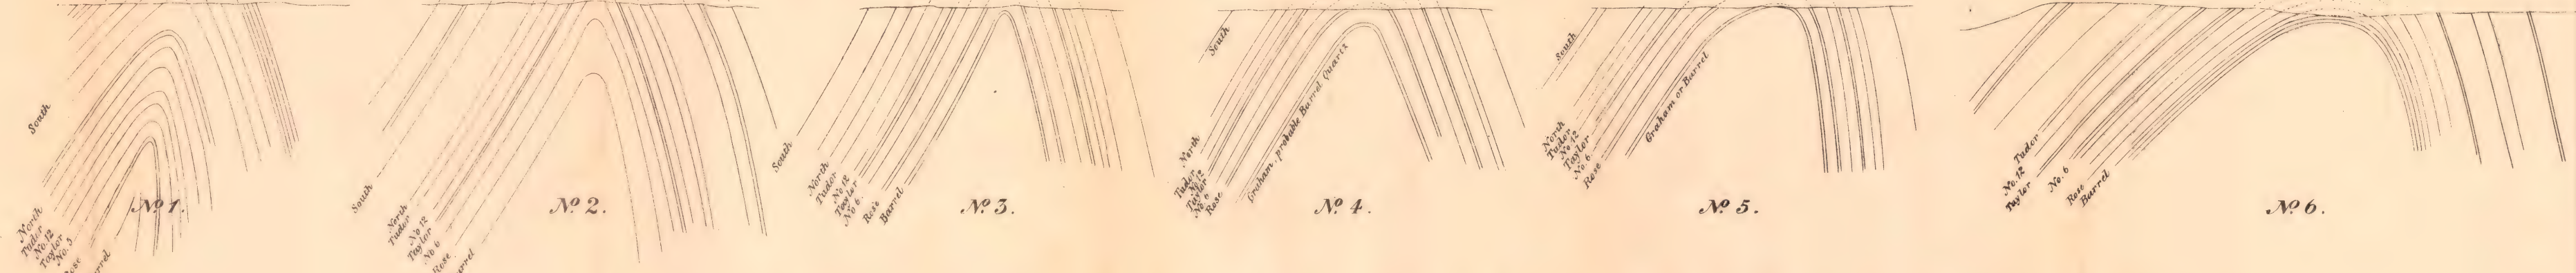 South
North
Tudor
No. 12
Taylor
No. 5
Nº 1.
South
North
Tudor
No 12
Taylor
No 6
Rose
Nº 2.
South
North
Tudor
No 12
Taylor
No 6
Rose
Barrel
Nº 3.
South
North
Tudor
No 12
Taylor
No. 6
Rose
Graham, probable Barrel Quartz
Nº 4.
South
North
Tudor
No. 12
Taylor
No. 6
Rose
Graham or Barrel
Nº 5.
Tudor
No. 12
Taylor
No. 6
Rose
Barrel
Nº 6.